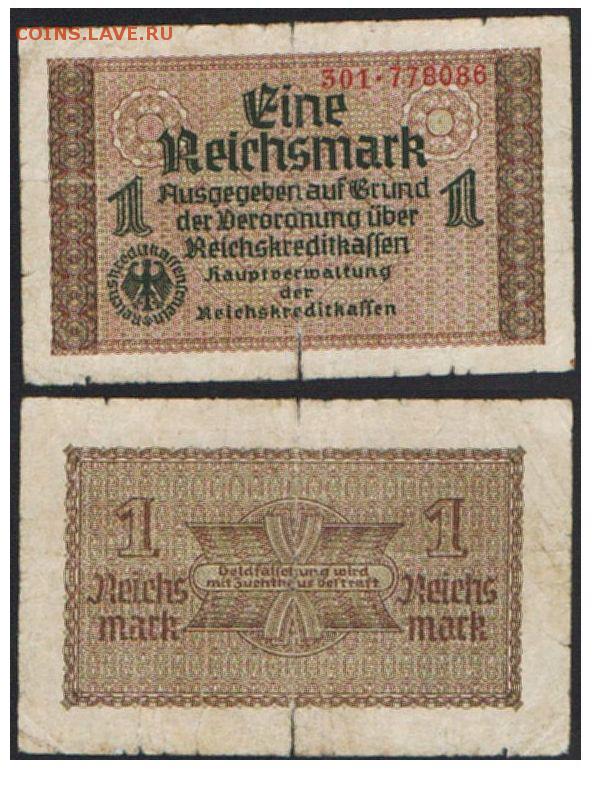 COINS.LAVE.RU
301·778086
Eine
Reichsmark
1 Ausgegeben auf Grund 1
der Verordnung über
Reichskreditkassen
Hauptverwaltung
der
Reichskreditkassen
Reichskreditkassenscheine
1 1
Geldfälschung wird
mit Zuchthaus bestraft
Reichs Reichs
mark mark